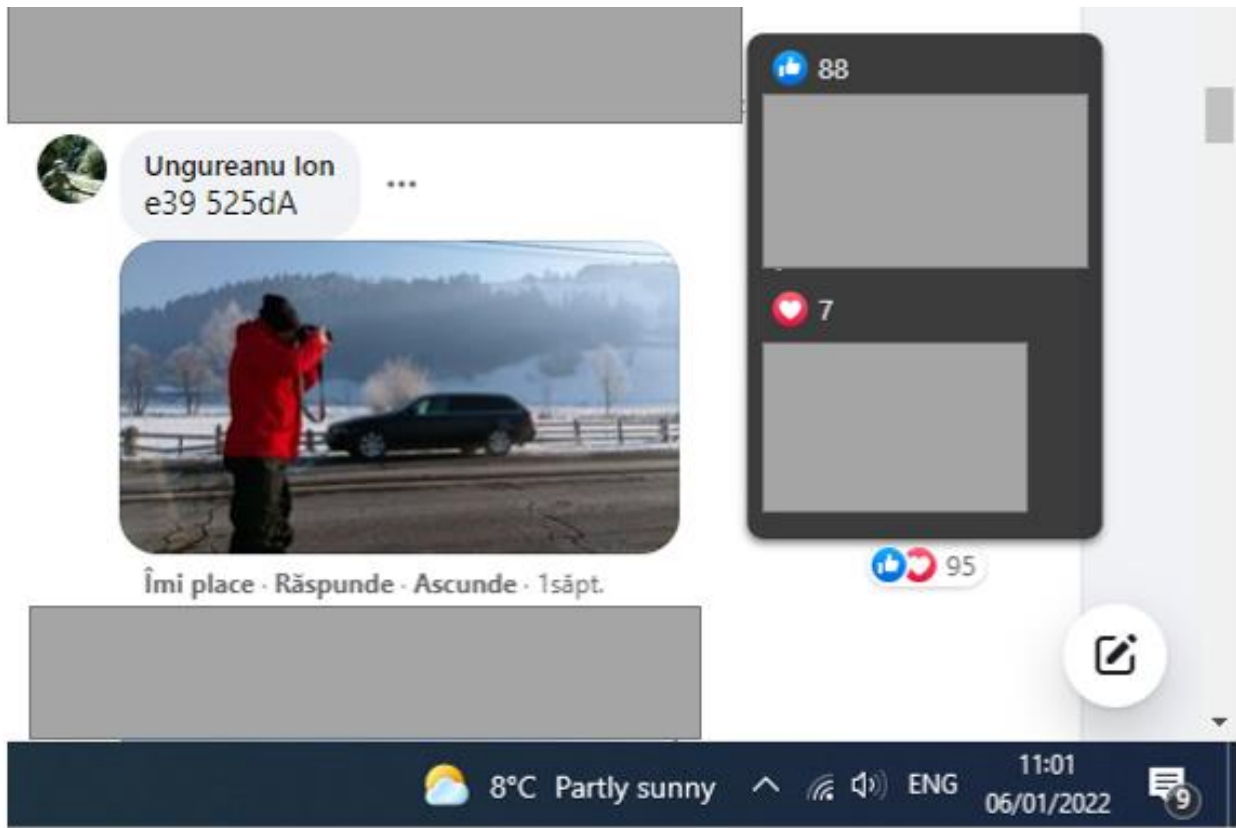 88
Ungureanu Ion
e39 525dA
7
95
Îmi place · Răspunde · Ascunde · 1săpt.
8°C Partly sunny
ENG
11:01
06/01/2022
9